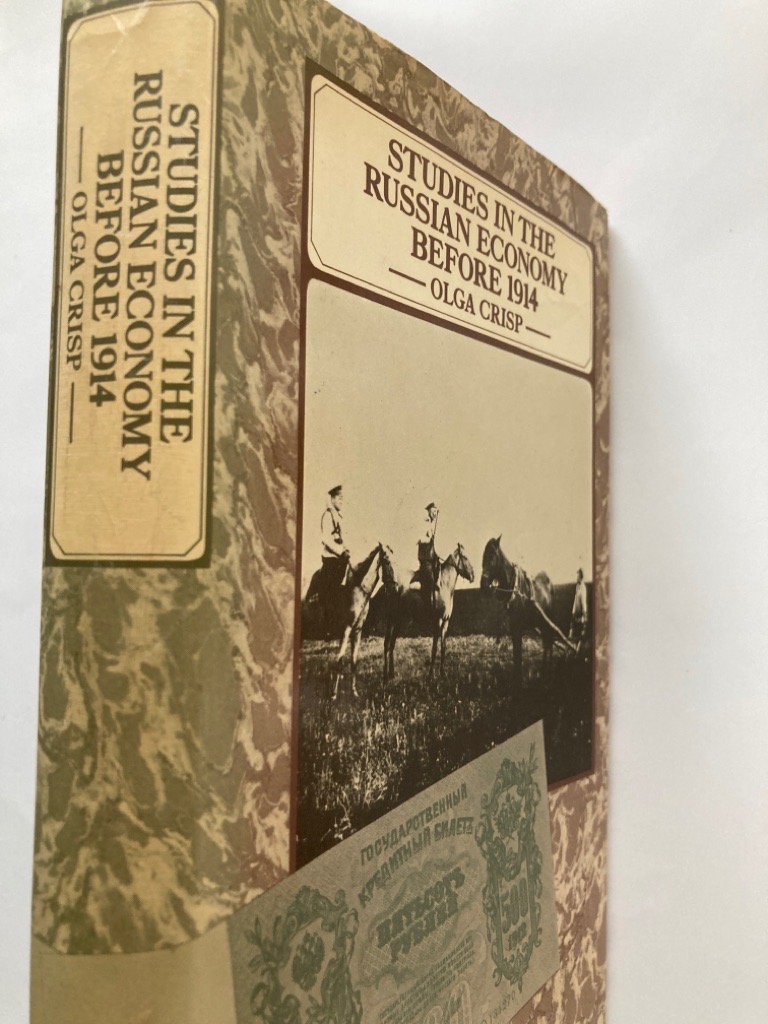 STUDIES IN THE
RUSSIAN ECONOMY
BEFORE 1914
OLGA CRISP
STUDIES IN THE
RUSSIAN ECONOMY
BEFORE 1914
OLGA CRISP
ГОСУДАРСТВЕННЫЙ
КРЕДИТНЫЙ БИЛЕТЪ
ПЯТЬСОТЪ
РУБЛЕЙ
500